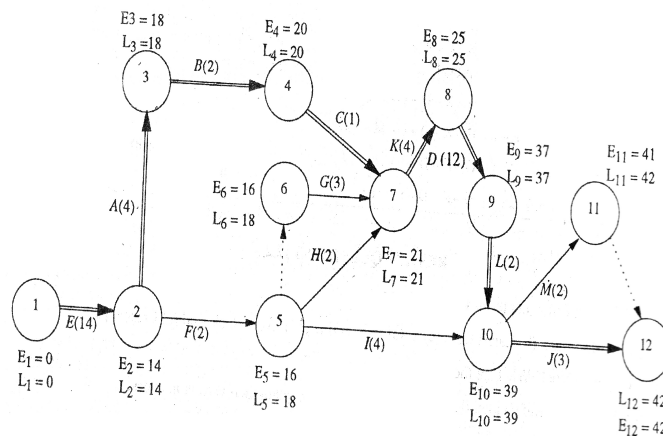 E3 = 18
L₃ = 18
E₄ = 20
L₄ = 20
E₈ = 25
L₈ = 25
3
B(2)
4
8
C(1)
K(4)
D (12)
E₉ = 37
L₉ = 37
E₁₁ = 41
L₁₁ = 42
A(4)
E₆ = 16
L₆ = 18
6
G(3)
7
9
11
H(2)
E₇ = 21
L₇ = 21
L(2)
M(2)
1
E(14)
2
F(2)
5
I(4)
10
J(3)
12
E₁ = 0
L₁ = 0
E₂ = 14
L₂ = 14
E₅ = 16
L₅ = 18
E₁₀ = 39
L₁₀ = 39
L₁₂ = 42
E₁₂ = 42